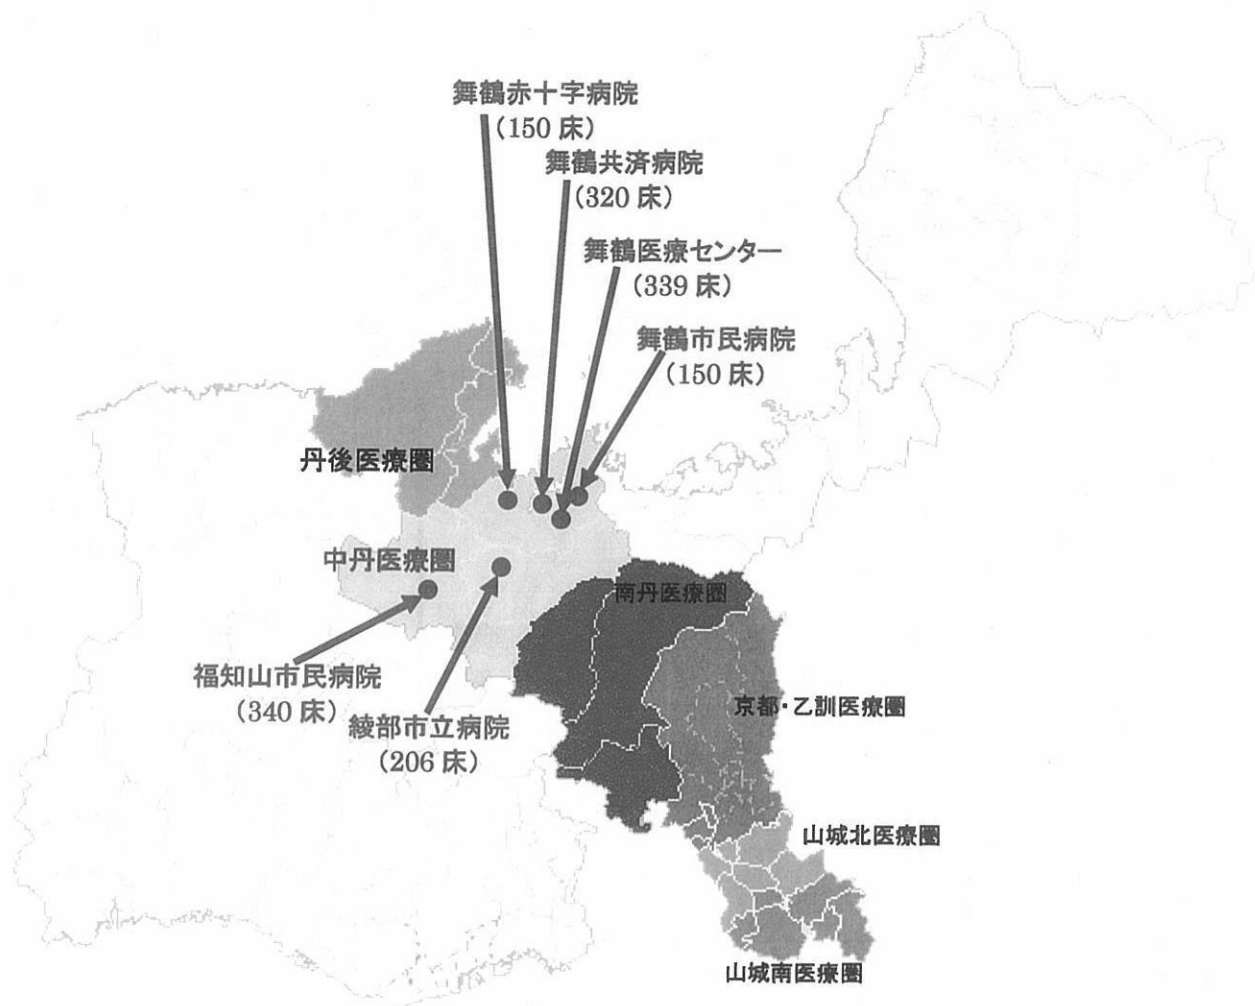 舞鶴赤十字病院
(150 床)
舞鶴共済病院
(320 床)
舞鶴医療センター
(339 床)
舞鶴市民病院
(150 床)
丹後医療圏
中丹医療圏
南丹医療圏
福知山市民病院
(340 床)
綾部市立病院
(206 床)
京都・乙訓医療圏
山城北医療圏
山城南医療圏